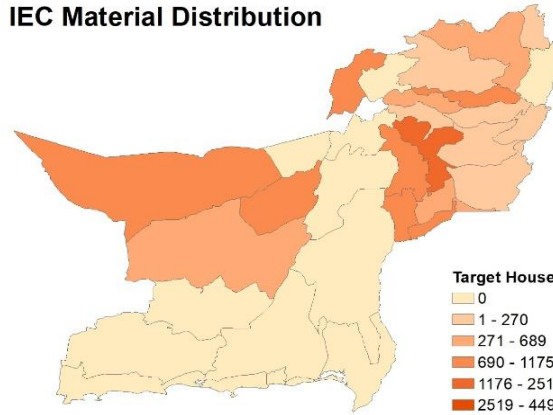 IEC Material Distribution
Target House
0
1 - 270
271 - 689
690 - 1175
1176 - 251
2519 - 449